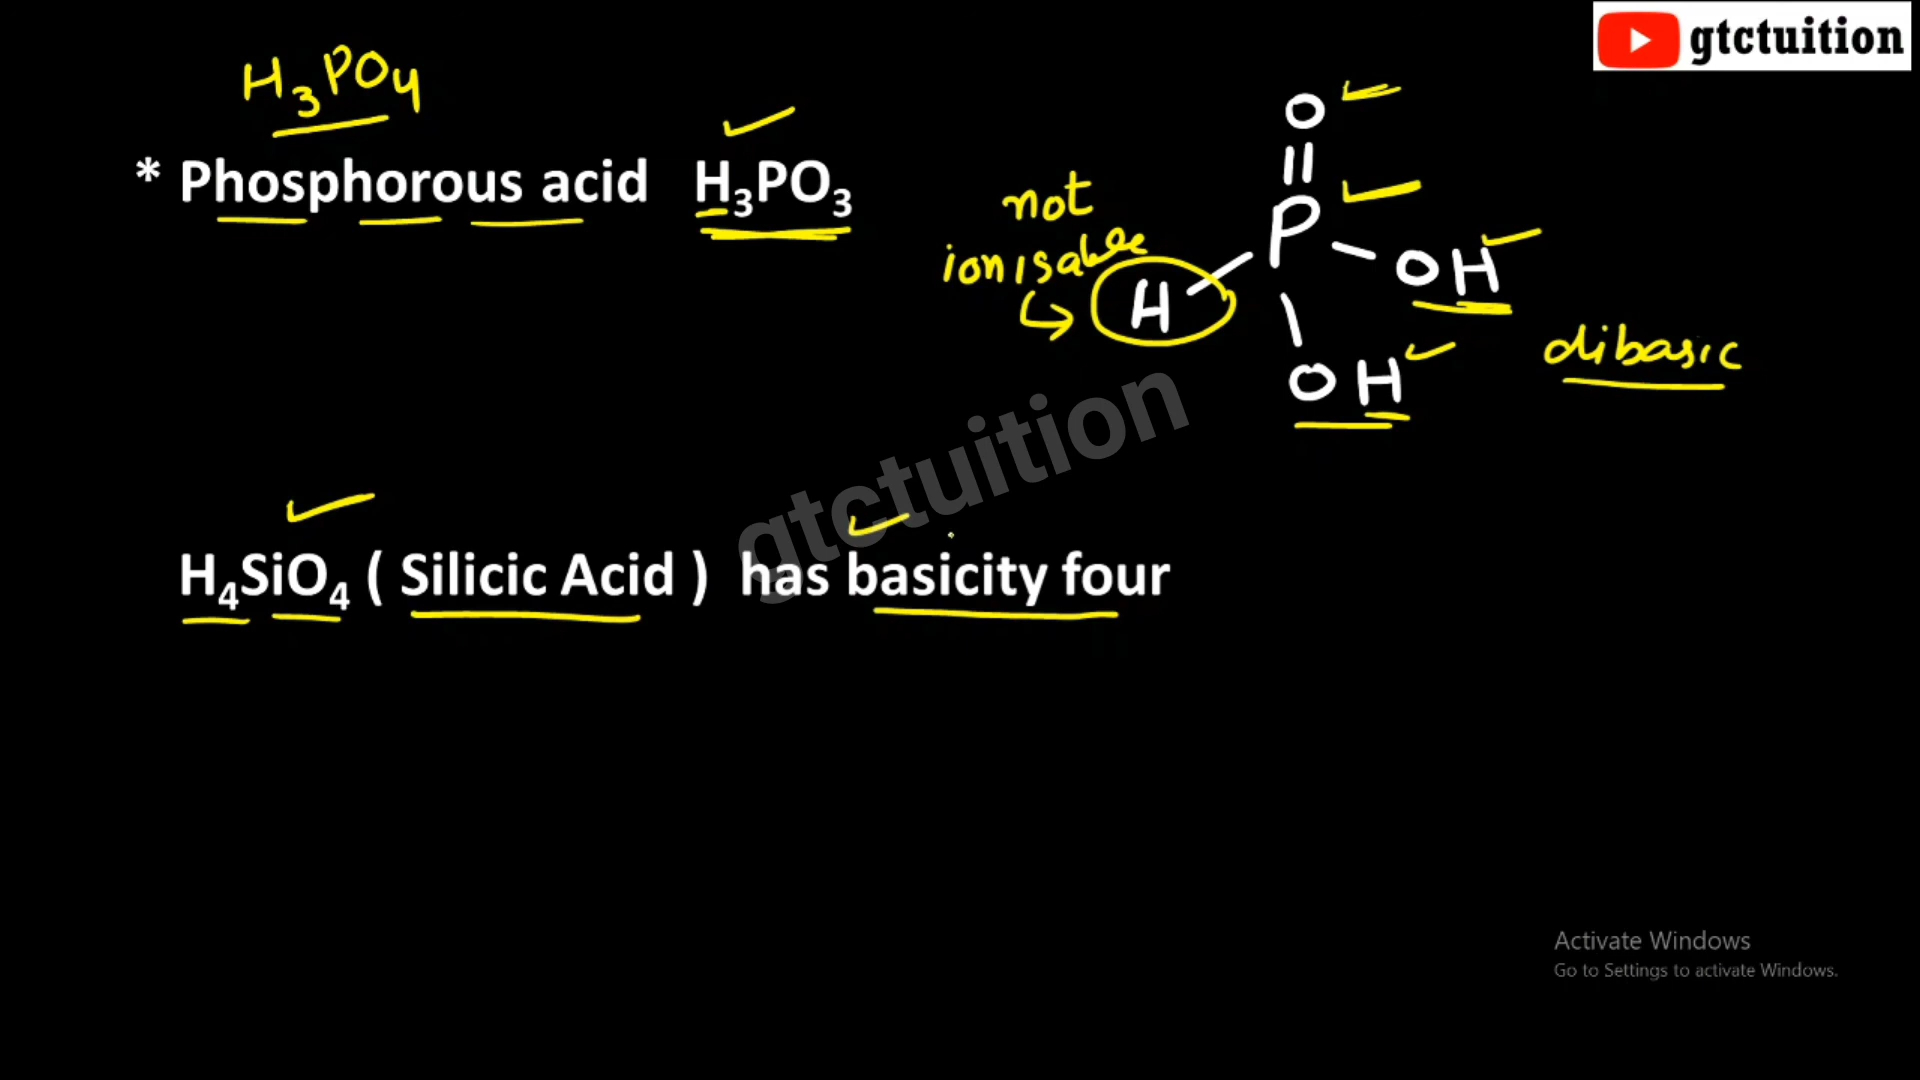 gtctuition
H₃PO₄
* Phosphorous acid H₃PO₃
not
ionisable
O
P
H
OH
OH
dibasic
gtctuition
H₄SiO₄ ( Silicic Acid ) has basicity four
Activate Windows
Go to Settings to activate Windows.